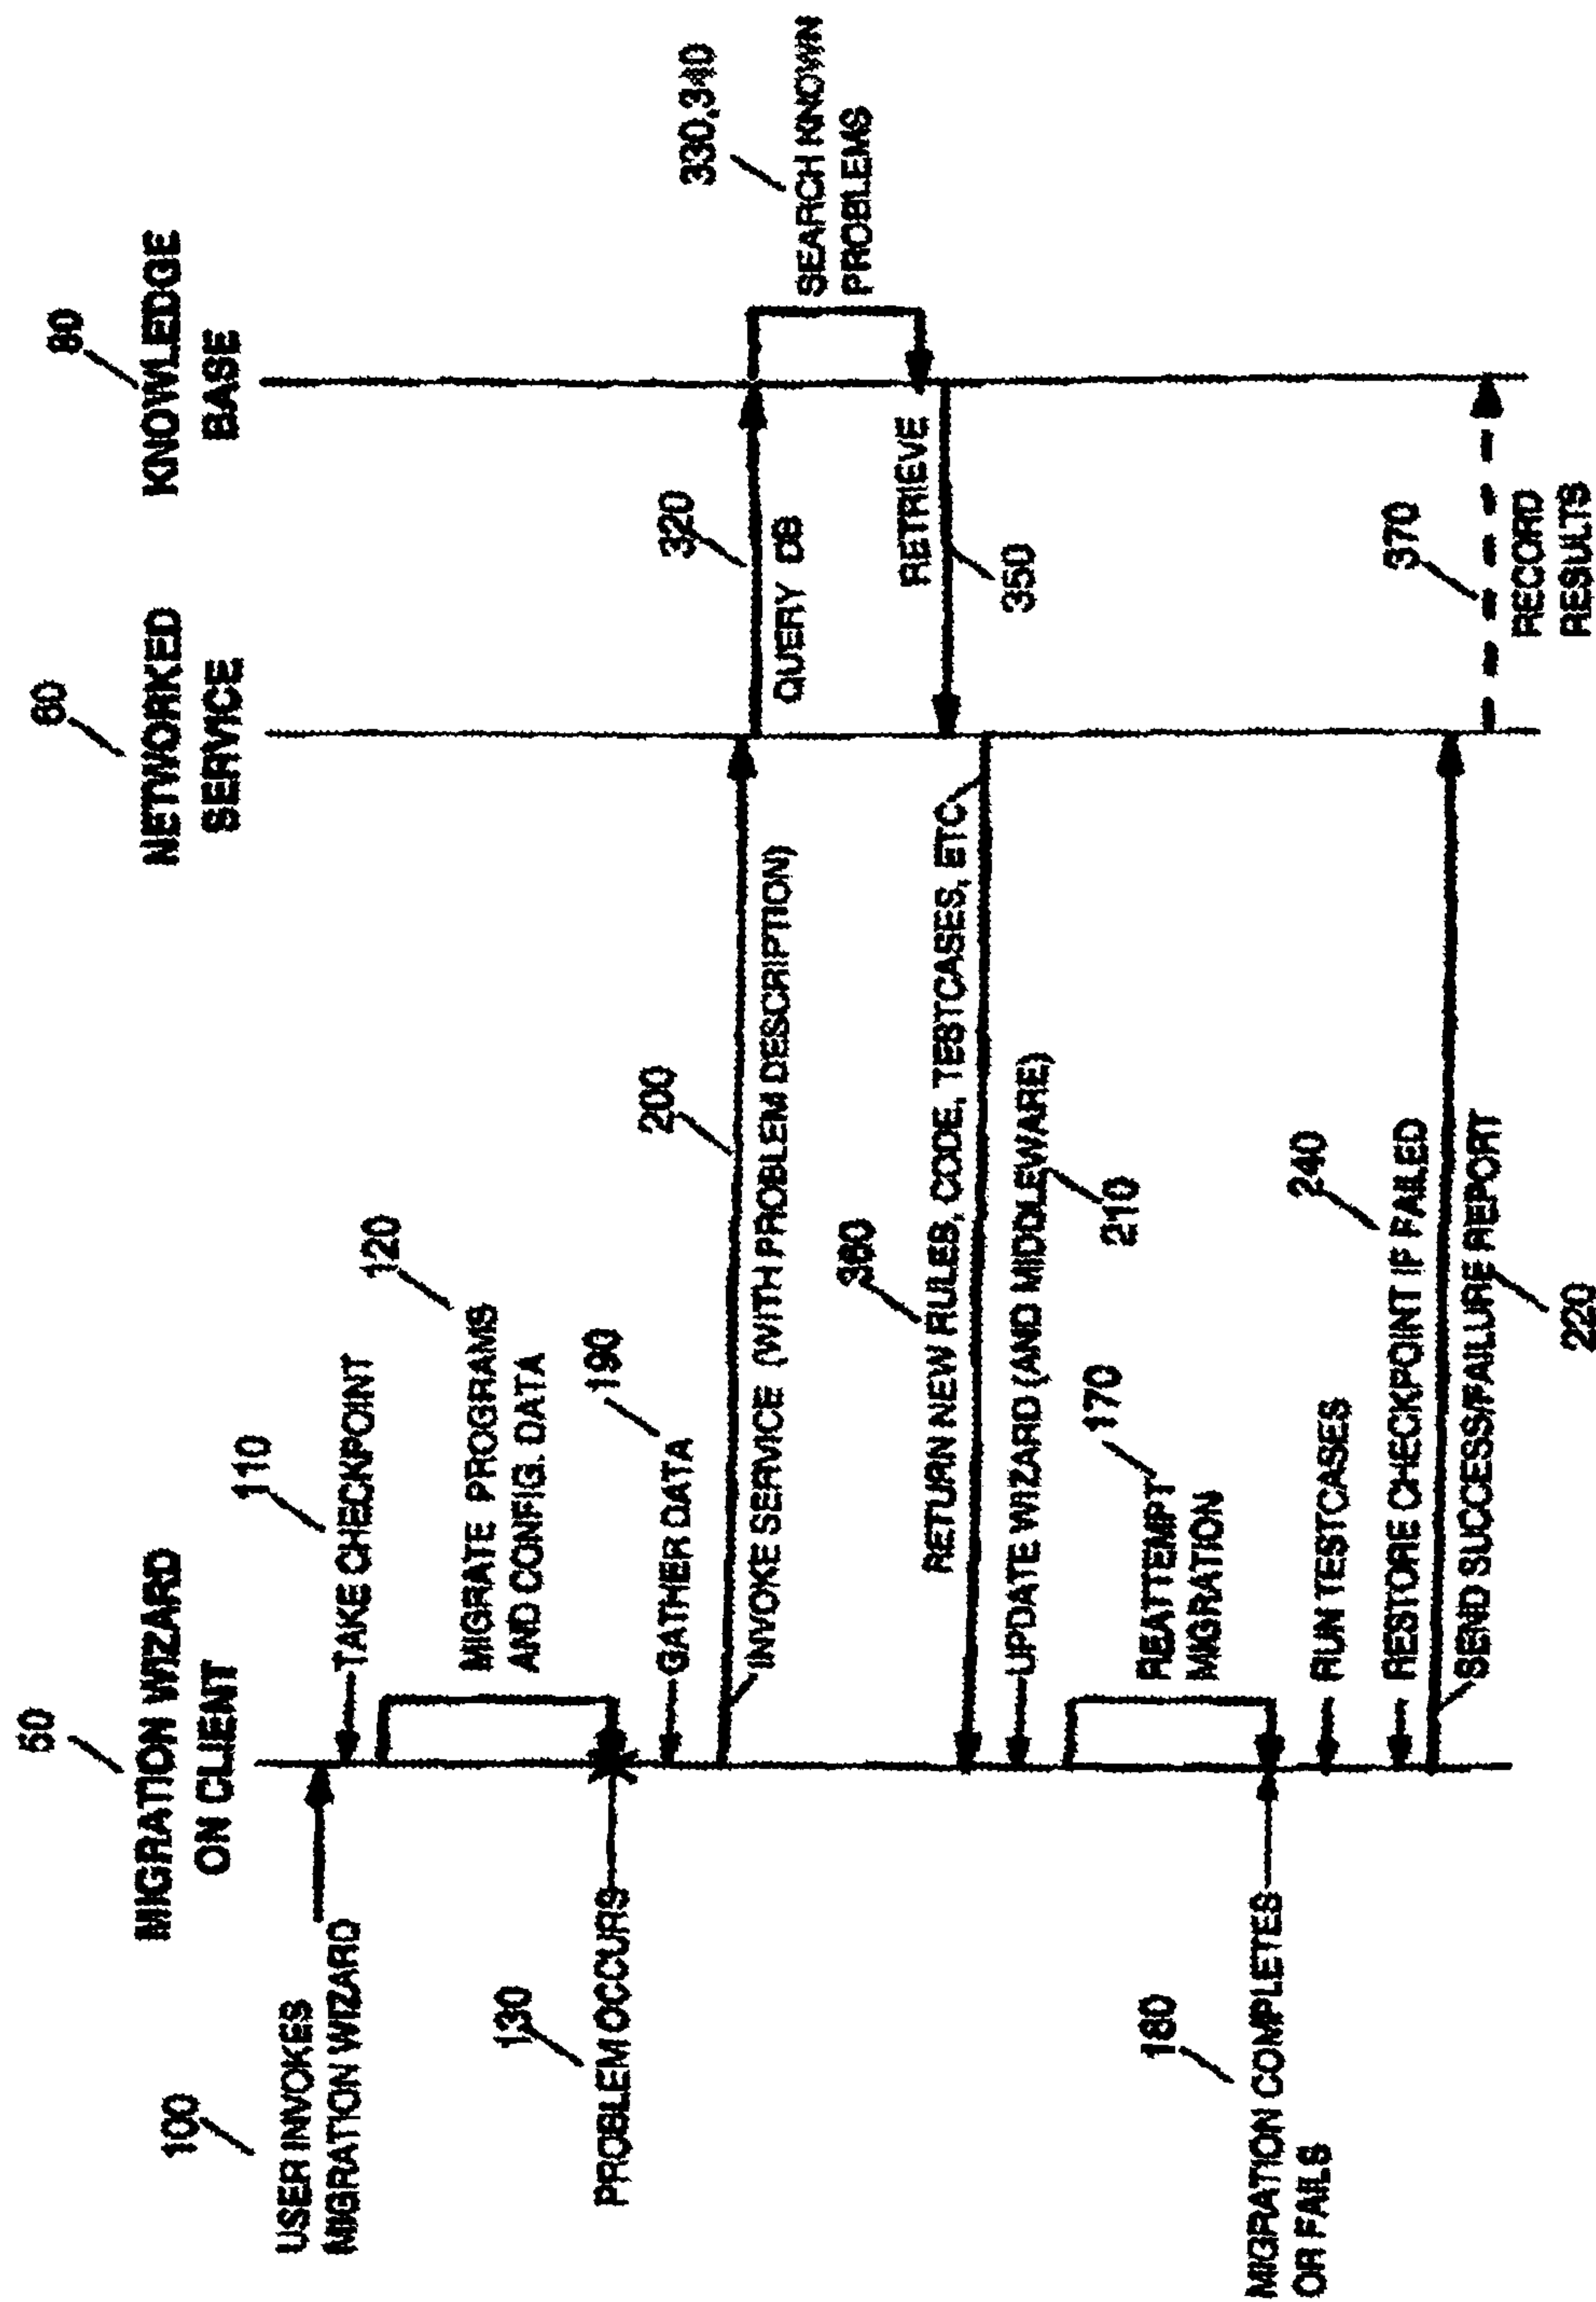 50
MIGRATION WIZARD
ON CLIENT
60
NETWORKED
SERVICE
80
KNOWLEDGE
BASE
100
USER INVOKES
MIGRATION WIZARD
110
TAKE CHECKPOINT
120
MIGRATE PROGRAMS
AND CONFIG. DATA
130
PROBLEM OCCURS
190
GATHER DATA
200
INVOKE SERVICE (WITH PROBLEM DESCRIPTION)
320
QUERY DB
330,340
SEARCH KNOWN
PROBLEMS
RETRIEVE
350
360
RETURN NEW RULES, CODE, TESTCASES, ETC
UPDATE WIZARD (AND MIDDLEWARE)
210
170
REATTEMPT
MIGRATION
180
MIGRATION COMPLETES
OR FAILS
RUN TESTCASES
240
RESTORE CHECKPOINT IF FAILED
SEND SUCCESS/FAILURE REPORT
220
370
RECORD
RESULTS